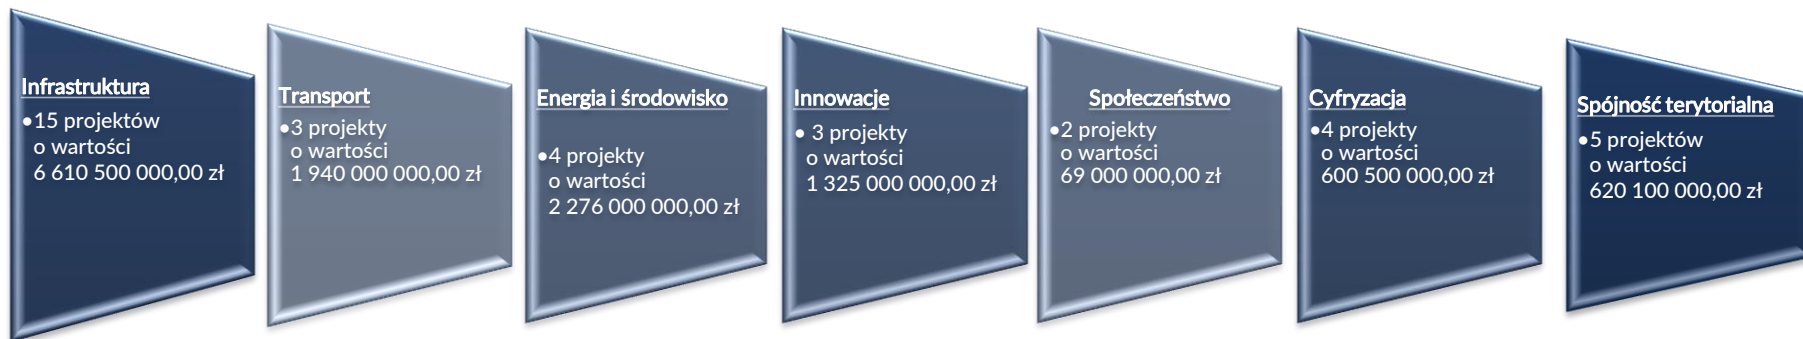 Infrastruktura
•15 projektów
o wartości
6 610 500 000,00 zł
Transport
•3 projekty
o wartości
1 940 000 000,00 zł
Energia i środowisko
•4 projekty
o wartości
2 276 000 000,00 zł
Innowacje
• 3 projekty
o wartości
1 325 000 000,00 zł
Społeczeństwo
•2 projekty
o wartości
69 000 000,00 zł
Cyfryzacja
•4 projekty
o wartości
600 500 000,00 zł
Spójność terytorialna
•5 projektów
o wartości
620 100 000,00 zł